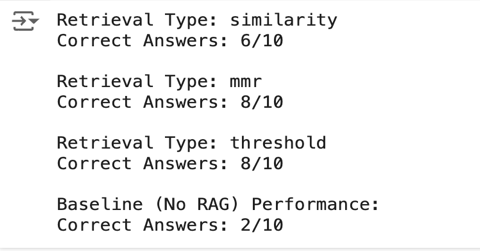 Retrieval Type: similarity
Correct Answers: 6/10
Retrieval Type: mmr
Correct Answers: 8/10
Retrieval Type: threshold
Correct Answers: 8/10
Baseline (No RAG) Performance:
Correct Answers: 2/10